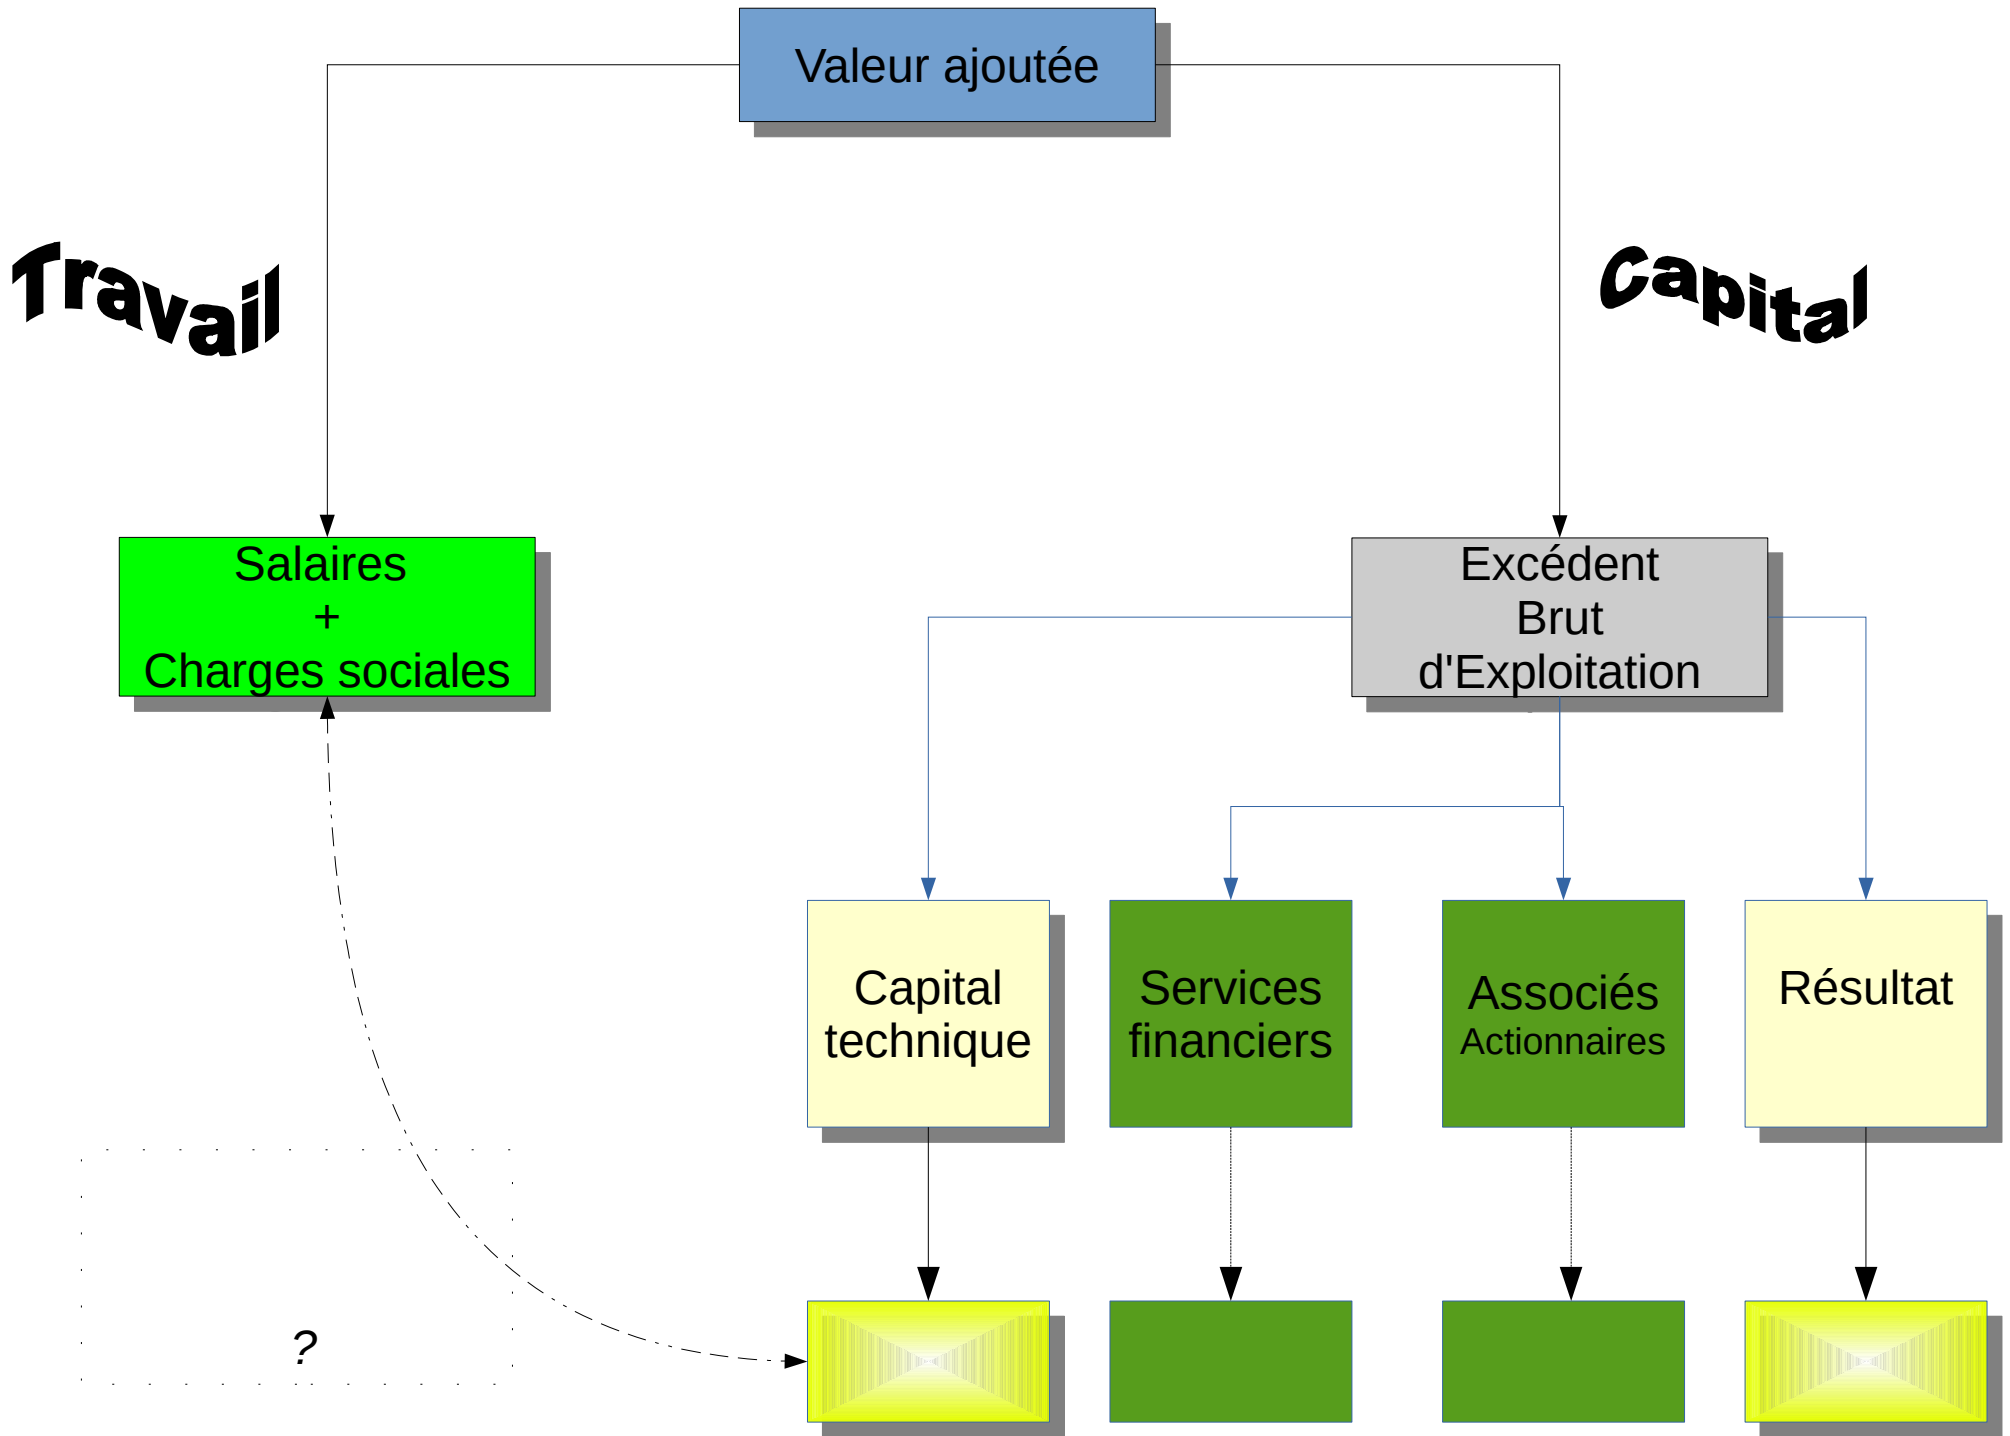 Valeur ajoutée
Travail
Capital
Salaires
+
Charges sociales
Excédent
Brut
d'Exploitation
Capital
technique
Services
financiers
Associés
Actionnaires
Résultat
?